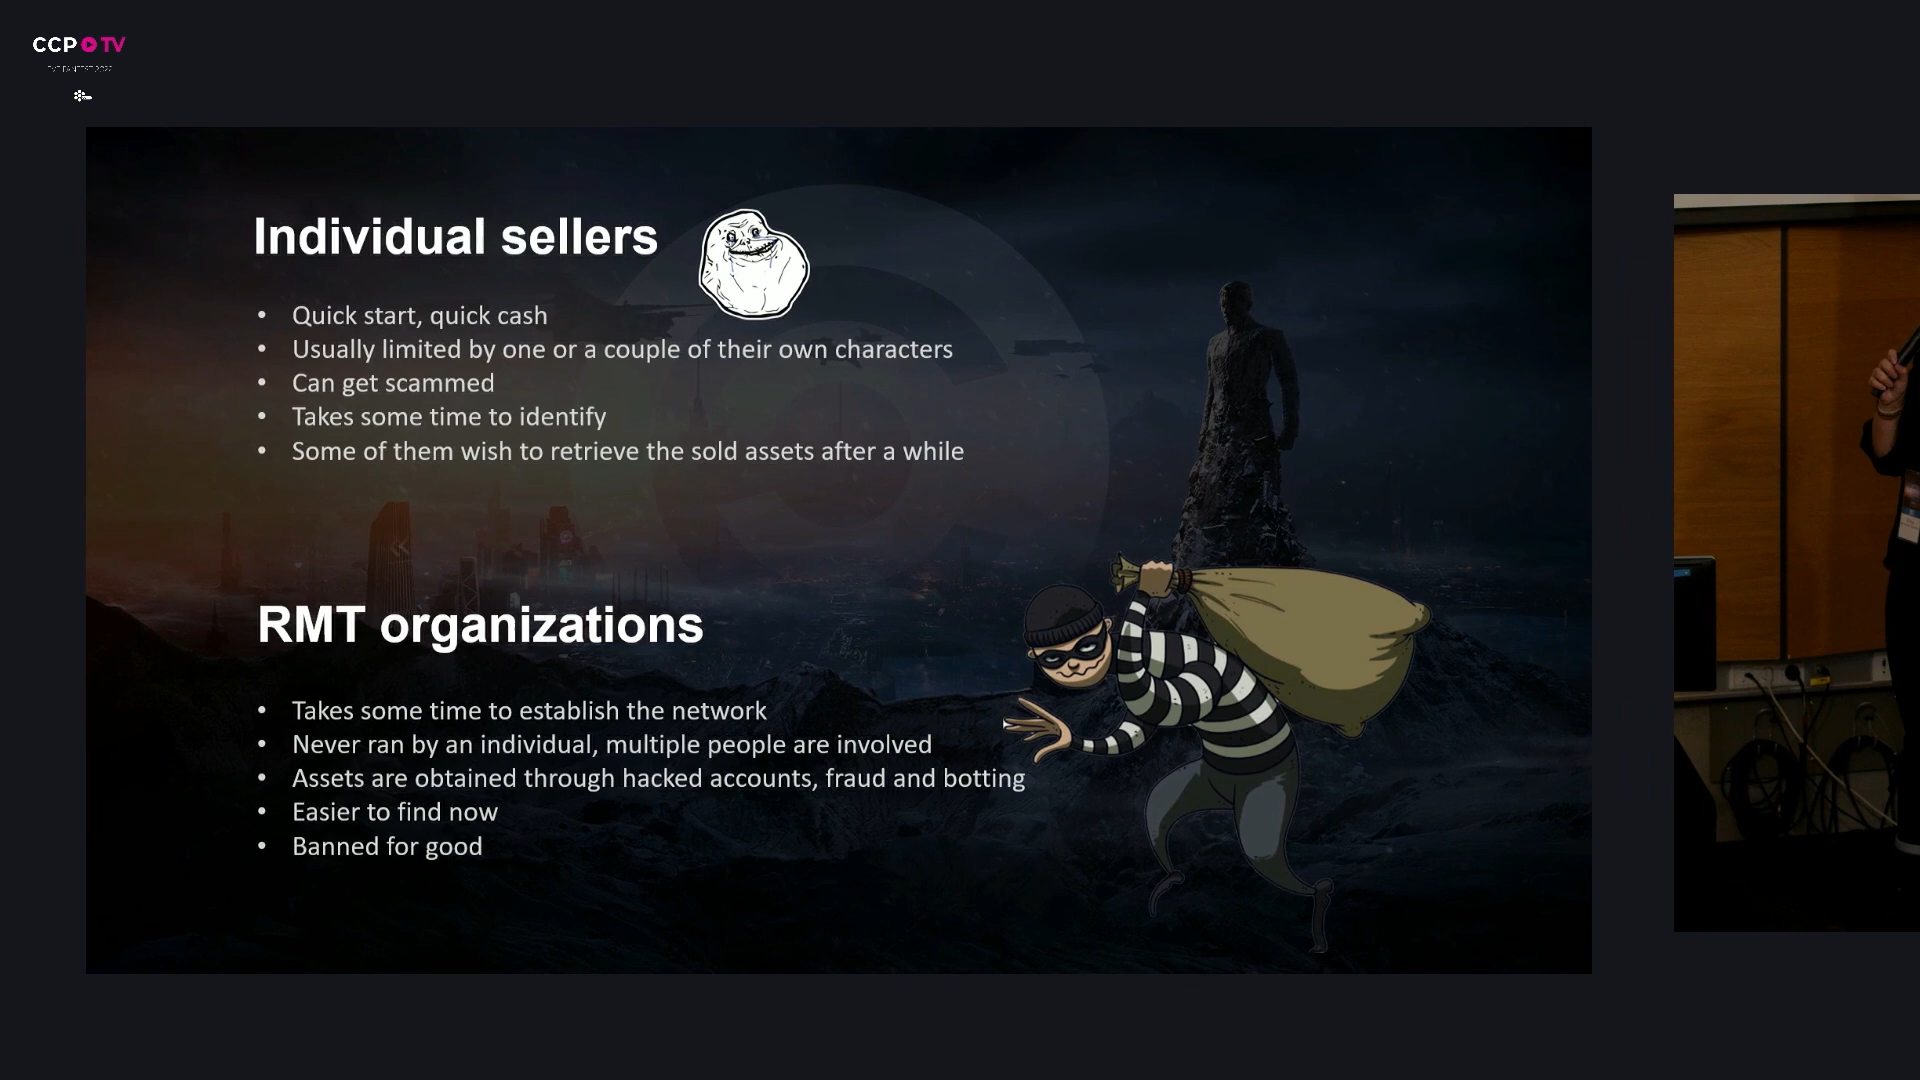 CCP TV
EVE FANFEST 2022
Individual sellers
• Quick start, quick cash
• Usually limited by one or a couple of their own characters
• Can get scammed
• Takes some time to identify
• Some of them wish to retrieve the sold assets after a while
RMT organizations
• Takes some time to establish the network
• Never ran by an individual, multiple people are involved
• Assets are obtained through hacked accounts, fraud and botting
• Easier to find now
• Banned for good